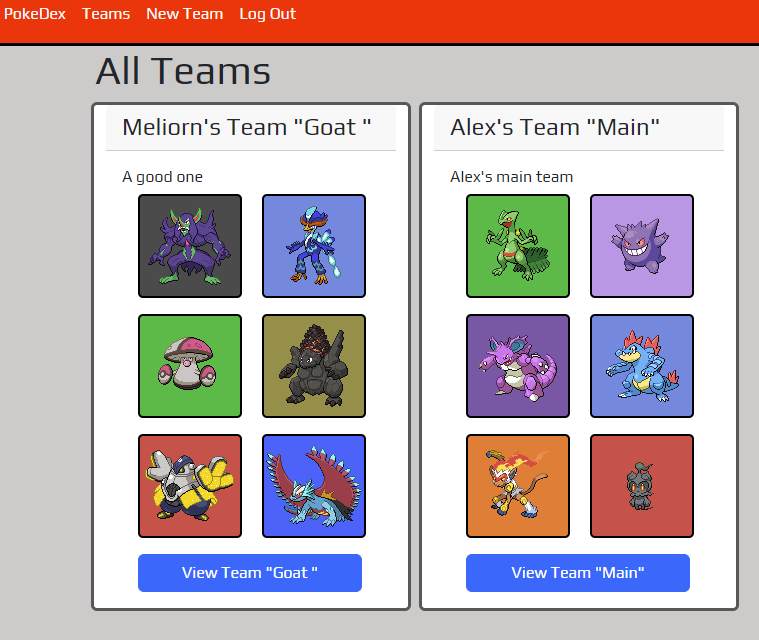 PokeDex Teams New Team Log Out
All Teams
Meliorn's Team "Goat "
A good one
View Team "Goat "
Alex's Team "Main"
Alex's main team
View Team "Main"